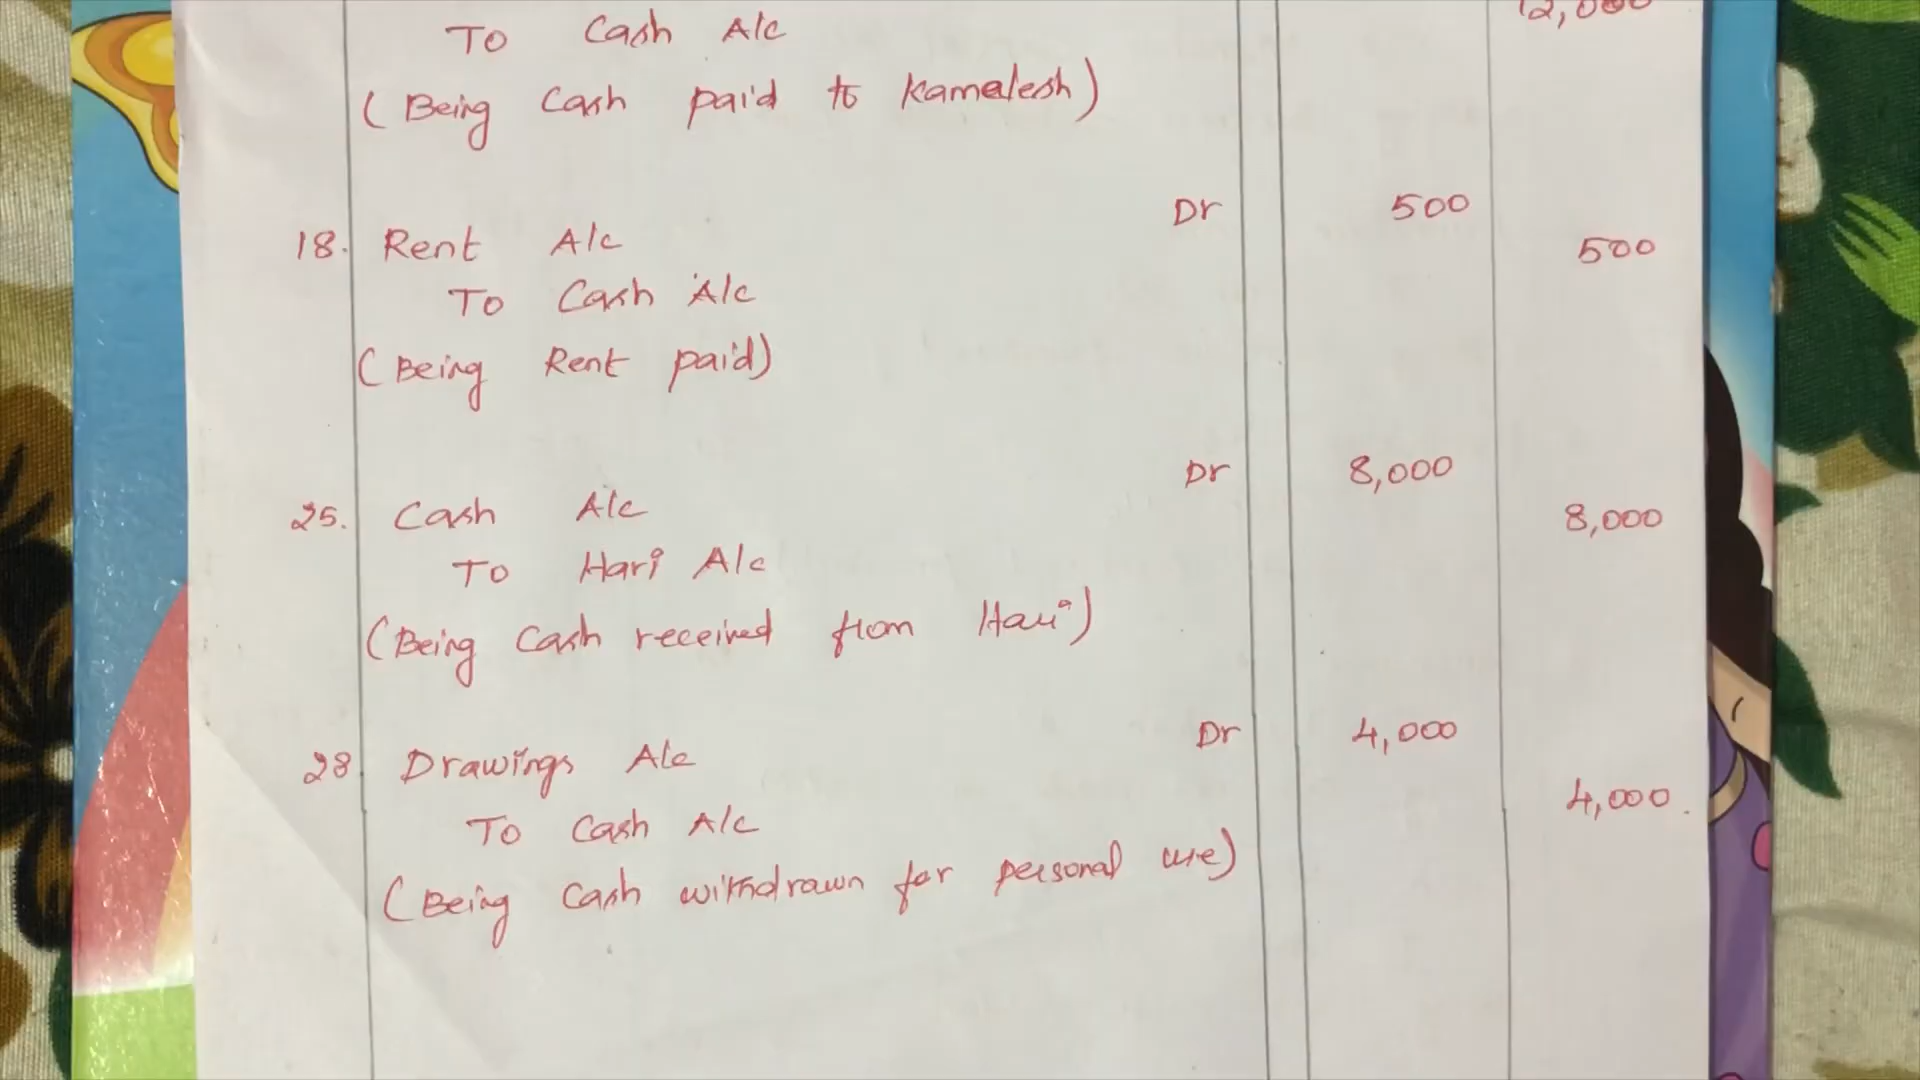 12,000
To Cash A/c
(Being Cash paid to Kamalesh)
Dr 500
18. Rent A/c 500
To Cash A/c
(Being Rent paid)
Dr 8,000
25. Cash A/c 8,000
To Hari A/c
(Being Cash received from Hari)
Dr 4,000
28 Drawings A/c
4,000.
To Cash A/c
(Being Cash withdrawn for personal use)